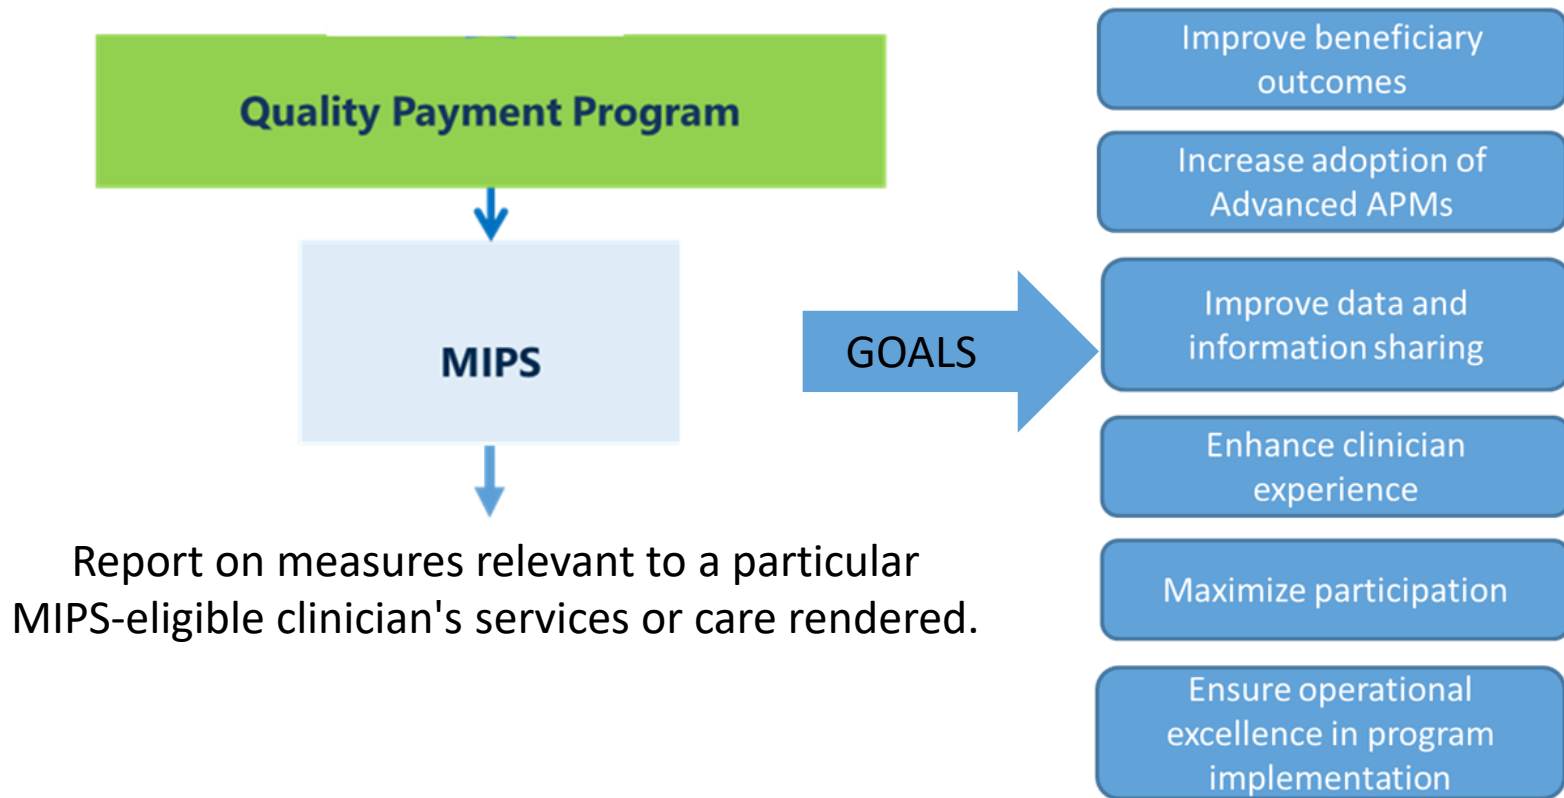 Quality Payment Program
MIPS
Report on measures relevant to a particular
MIPS-eligible clinician's services or care rendered.
GOALS
Improve beneficiary
outcomes
Increase adoption of
Advanced APMs
Improve data and
information sharing
Enhance clinician
experience
Maximize participation
Ensure operational
excellence in program
implementation